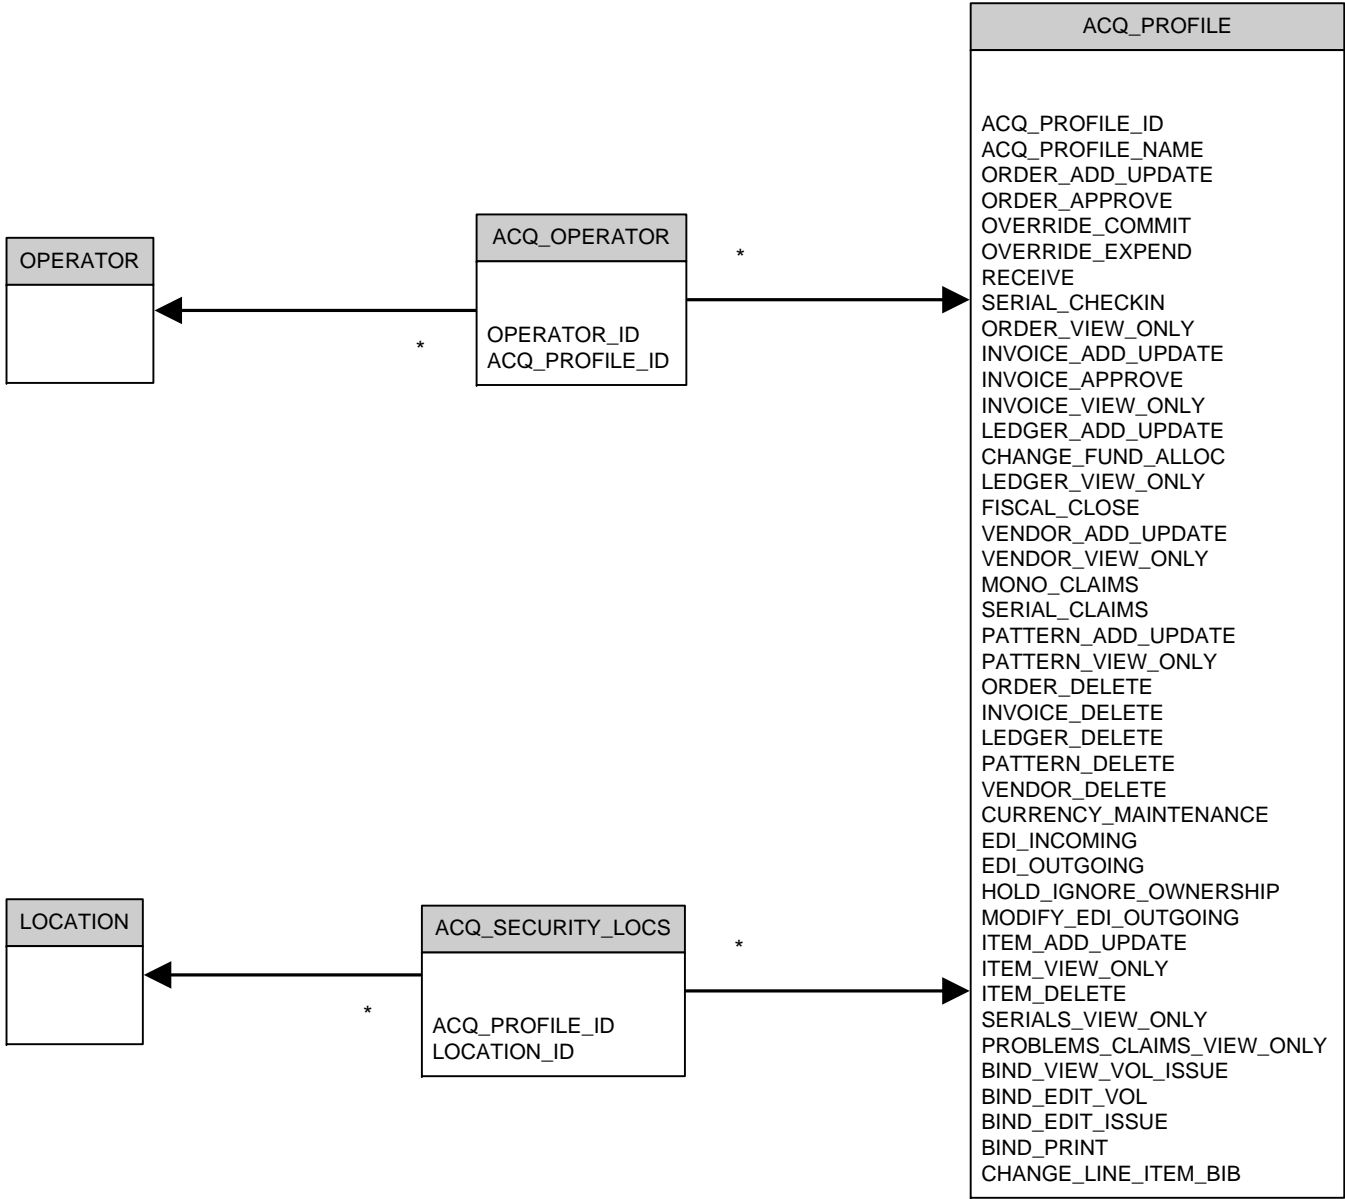 OPERATOR
*
ACQ_OPERATOR
OPERATOR_ID
ACQ_PROFILE_ID
*
LOCATION
*
ACQ_SECURITY_LOCS
ACQ_PROFILE_ID
LOCATION_ID
*
ACQ_PROFILE
ACQ_PROFILE_ID
ACQ_PROFILE_NAME
ORDER_ADD_UPDATE
ORDER_APPROVE
OVERRIDE_COMMIT
OVERRIDE_EXPEND
RECEIVE
SERIAL_CHECKIN
ORDER_VIEW_ONLY
INVOICE_ADD_UPDATE
INVOICE_APPROVE
INVOICE_VIEW_ONLY
LEDGER_ADD_UPDATE
CHANGE_FUND_ALLOC
LEDGER_VIEW_ONLY
FISCAL_CLOSE
VENDOR_ADD_UPDATE
VENDOR_VIEW_ONLY
MONO_CLAIMS
SERIAL_CLAIMS
PATTERN_ADD_UPDATE
PATTERN_VIEW_ONLY
ORDER_DELETE
INVOICE_DELETE
LEDGER_DELETE
PATTERN_DELETE
VENDOR_DELETE
CURRENCY_MAINTENANCE
EDI_INCOMING
EDI_OUTGOING
HOLD_IGNORE_OWNERSHIP
MODIFY_EDI_OUTGOING
ITEM_ADD_UPDATE
ITEM_VIEW_ONLY
ITEM_DELETE
SERIALS_VIEW_ONLY
PROBLEMS_CLAIMS_VIEW_ONLY
BIND_VIEW_VOL_ISSUE
BIND_EDIT_VOL
BIND_EDIT_ISSUE
BIND_PRINT
CHANGE_LINE_ITEM_BIB